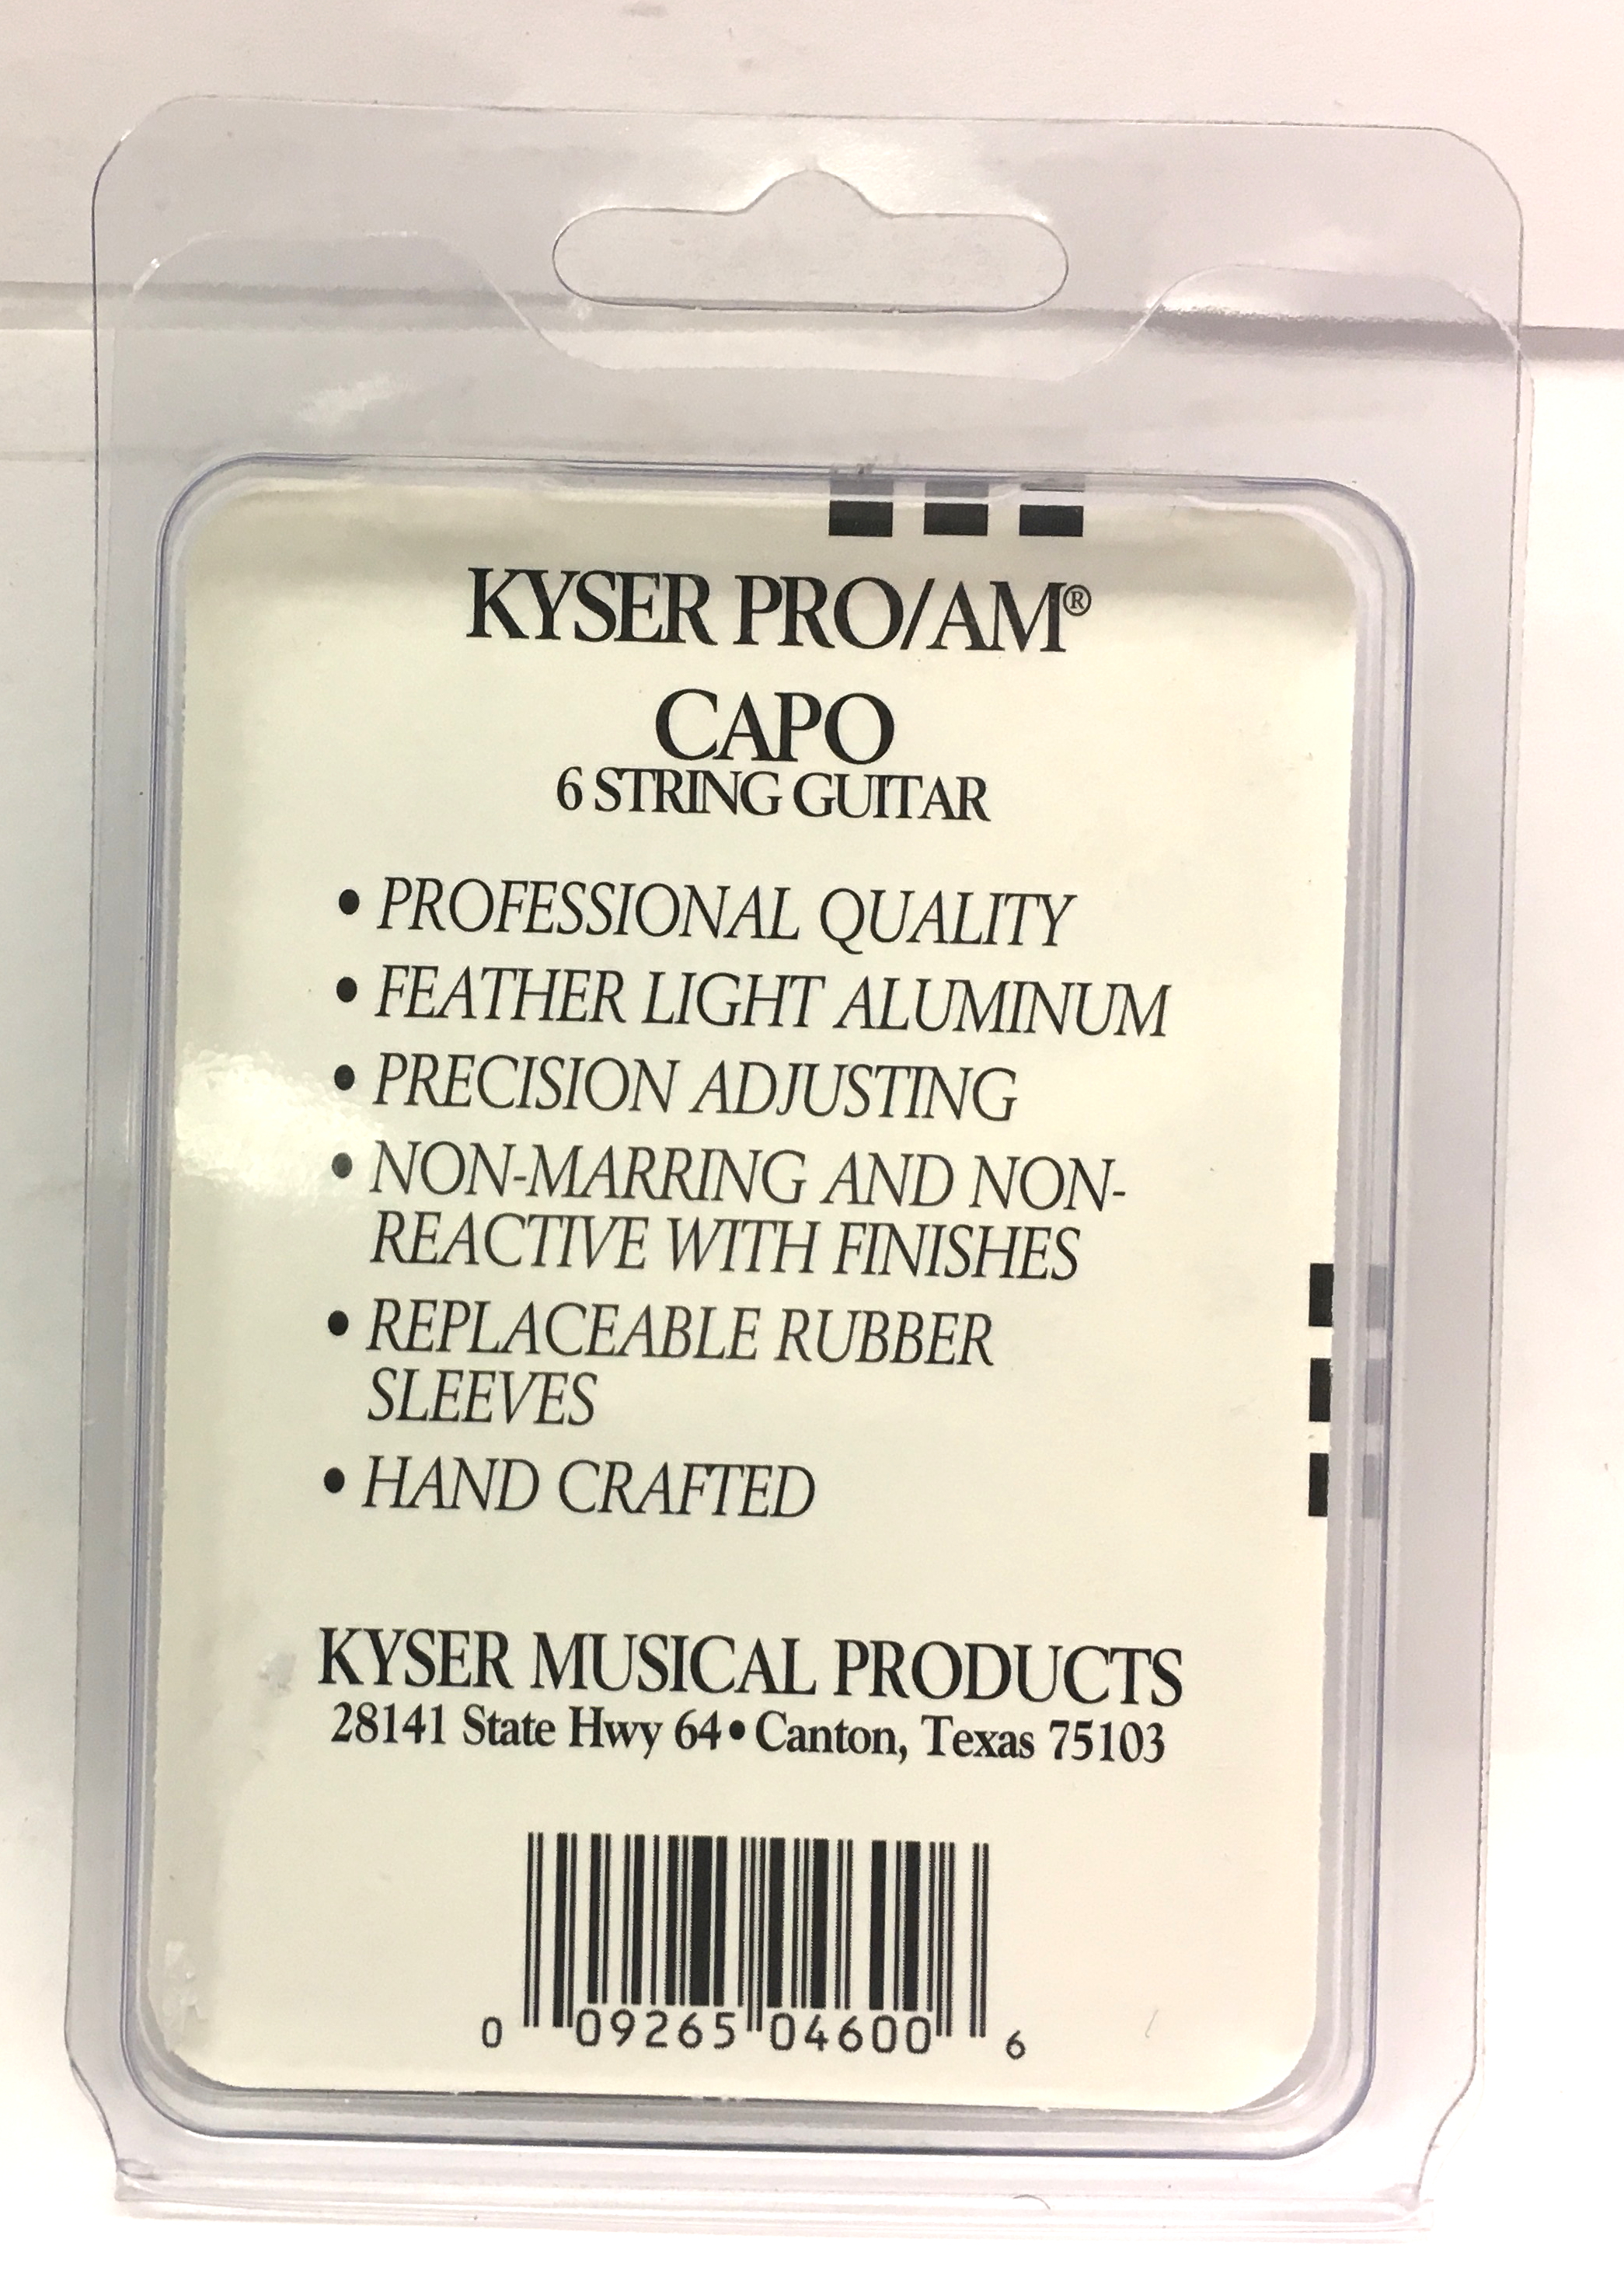 KYSER PRO/AM®
CAPO
6 STRING GUITAR
• PROFESSIONAL QUALITY
• FEATHER LIGHT ALUMINUM
• PRECISION ADJUSTING
• NON-MARRING AND NON-
REACTIVE WITH FINISHES
• REPLACEABLE RUBBER
SLEEVES
• HAND CRAFTED
KYSER MUSICAL PRODUCTS
28141 State Hwy 64 • Canton, Texas 75103
0 09265 04600 6